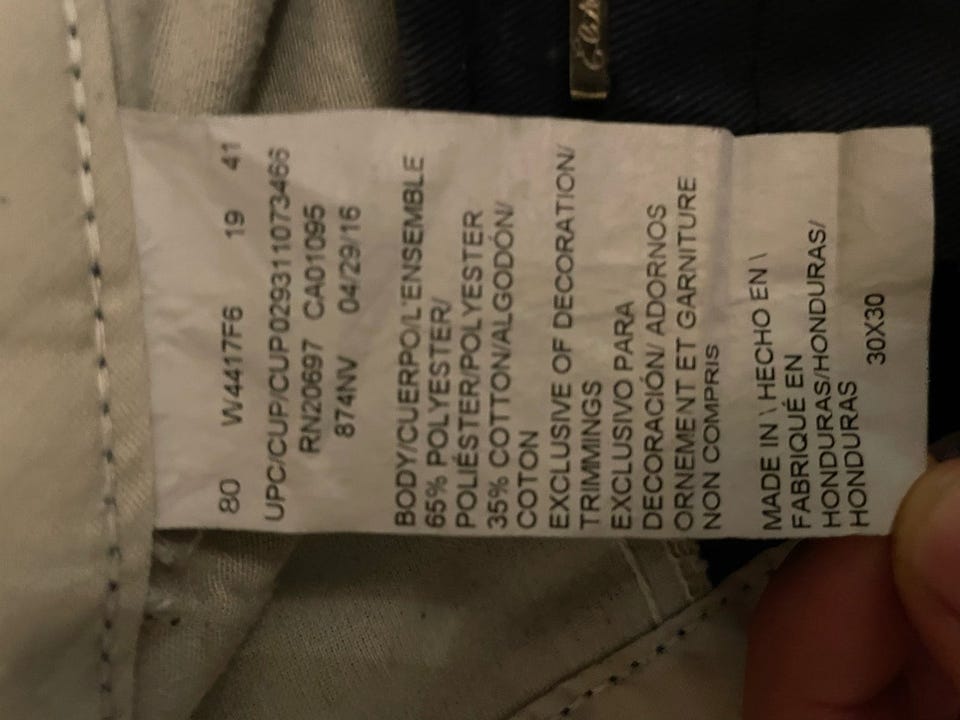 80 W4417F6 19 41
UPC/CUP/CUP029311073466
RN20697 CA01095
874NV 04/29/16
BODY/CUERPO/L'ENSEMBLE
65% POLYESTER/
POLIÉSTER/POLYESTER
35% COTTON/ALGODÓN/
COTON
EXCLUSIVE OF DECORATION/
TRIMMINGS
EXCLUSIVO PARA
DECORACIÓN/ ADORNOS
ORNEMENT ET GARNITURE
NON COMPRIS
MADE IN \ HECHO EN \
FABRIQUÉ EN
HONDURAS/HONDURAS/
HONDURAS
30X30